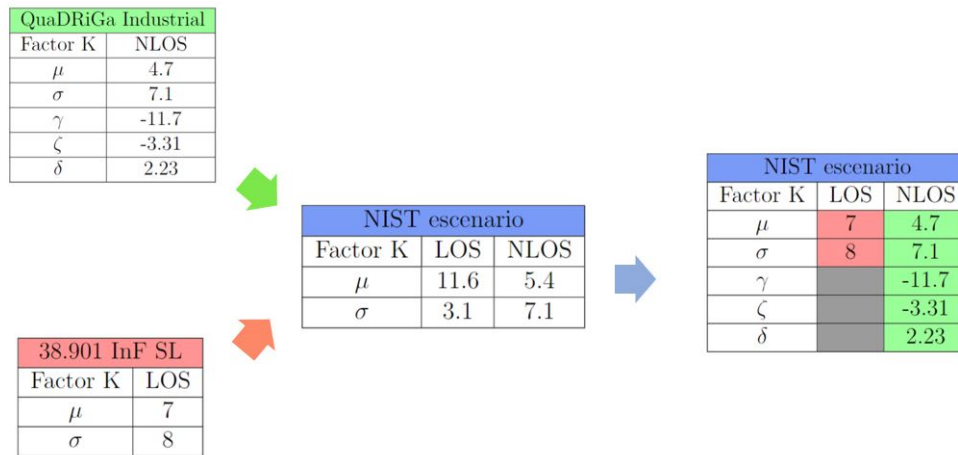 QuaDRiGa Industrial
Factor K NLOS
μ 4.7
σ 7.1
γ -11.7
ζ -3.31
δ 2.23
38.901 InF SL
Factor K LOS
μ 7
σ 8
NIST escenario
Factor K LOS NLOS
μ 11.6 5.4
σ 3.1 7.1
NIST escenario
Factor K LOS NLOS
μ 7 4.7
σ 8 7.1
γ -11.7
ζ -3.31
δ 2.23